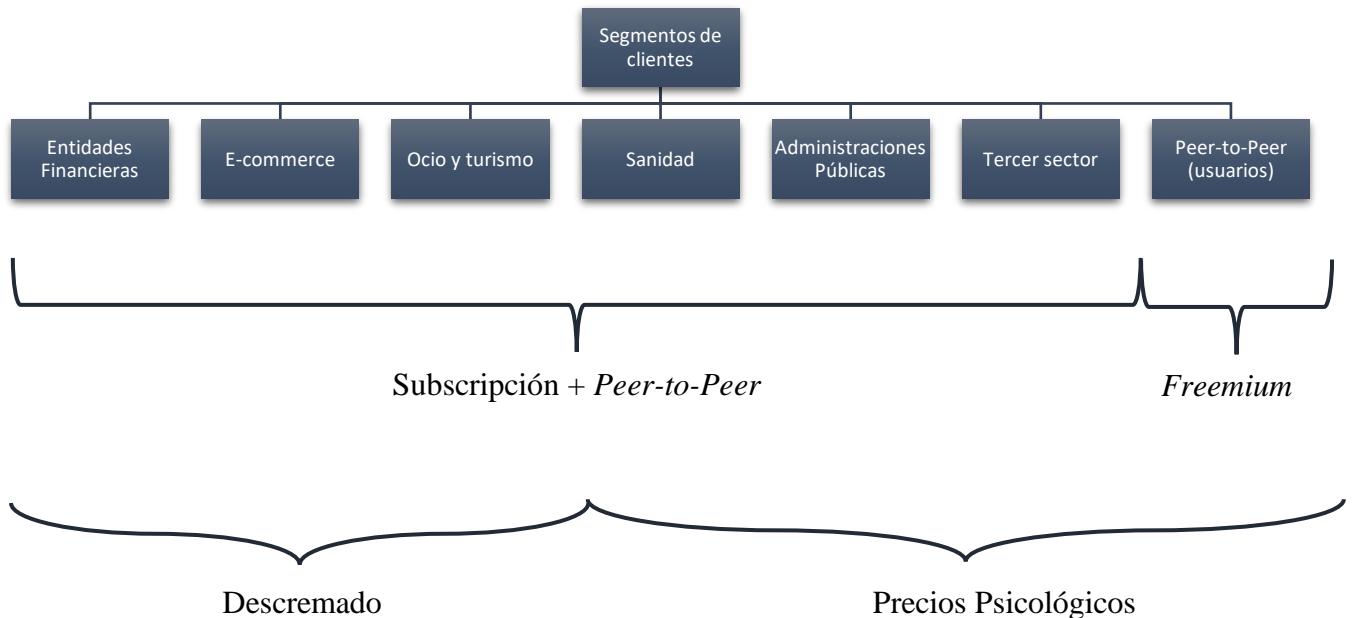 Segmentos de
clientes
Entidades
Financieras
E-commerce
Ocio y turismo
Sanidad
Administraciones
Públicas
Tercer sector
Peer-to-Peer
(usuarios)
Subscripción + Peer-to-Peer
Freemium
Descremado
Precios Psicológicos